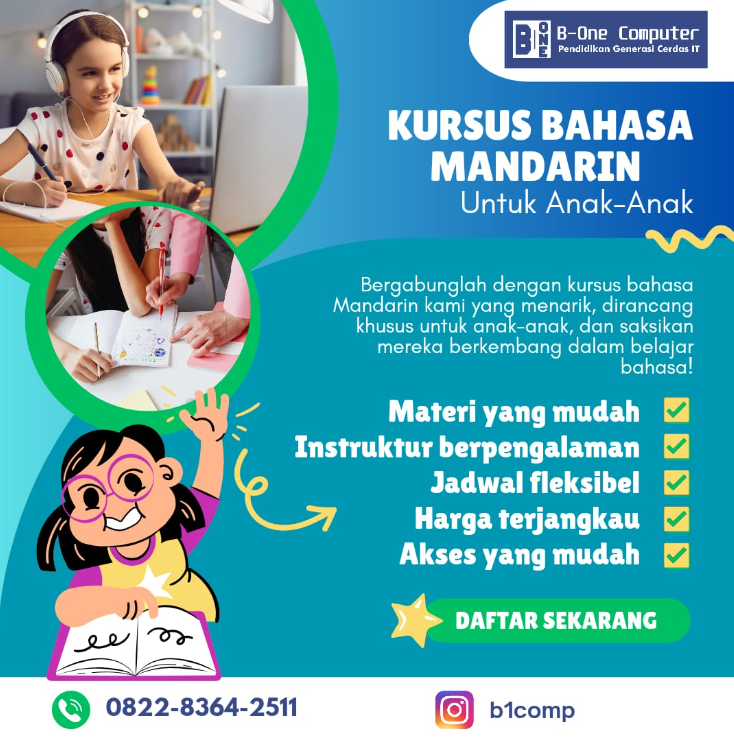 B ONE
B-One Computer
Pendidikan Generasi Cerdas IT
KURSUS BAHASA
MANDARIN
Untuk Anak-Anak
Bergabunglah dengan kursus bahasa
Mandarin kami yang menarik, dirancang
khusus untuk anak-anak, dan saksikan
mereka berkembang dalam belajar
bahasa!
Materi yang mudah
Instruktur berpengalaman
Jadwal fleksibel
Harga terjangkau
Akses yang mudah
DAFTAR SEKARANG
0822-8364-2511
b1comp